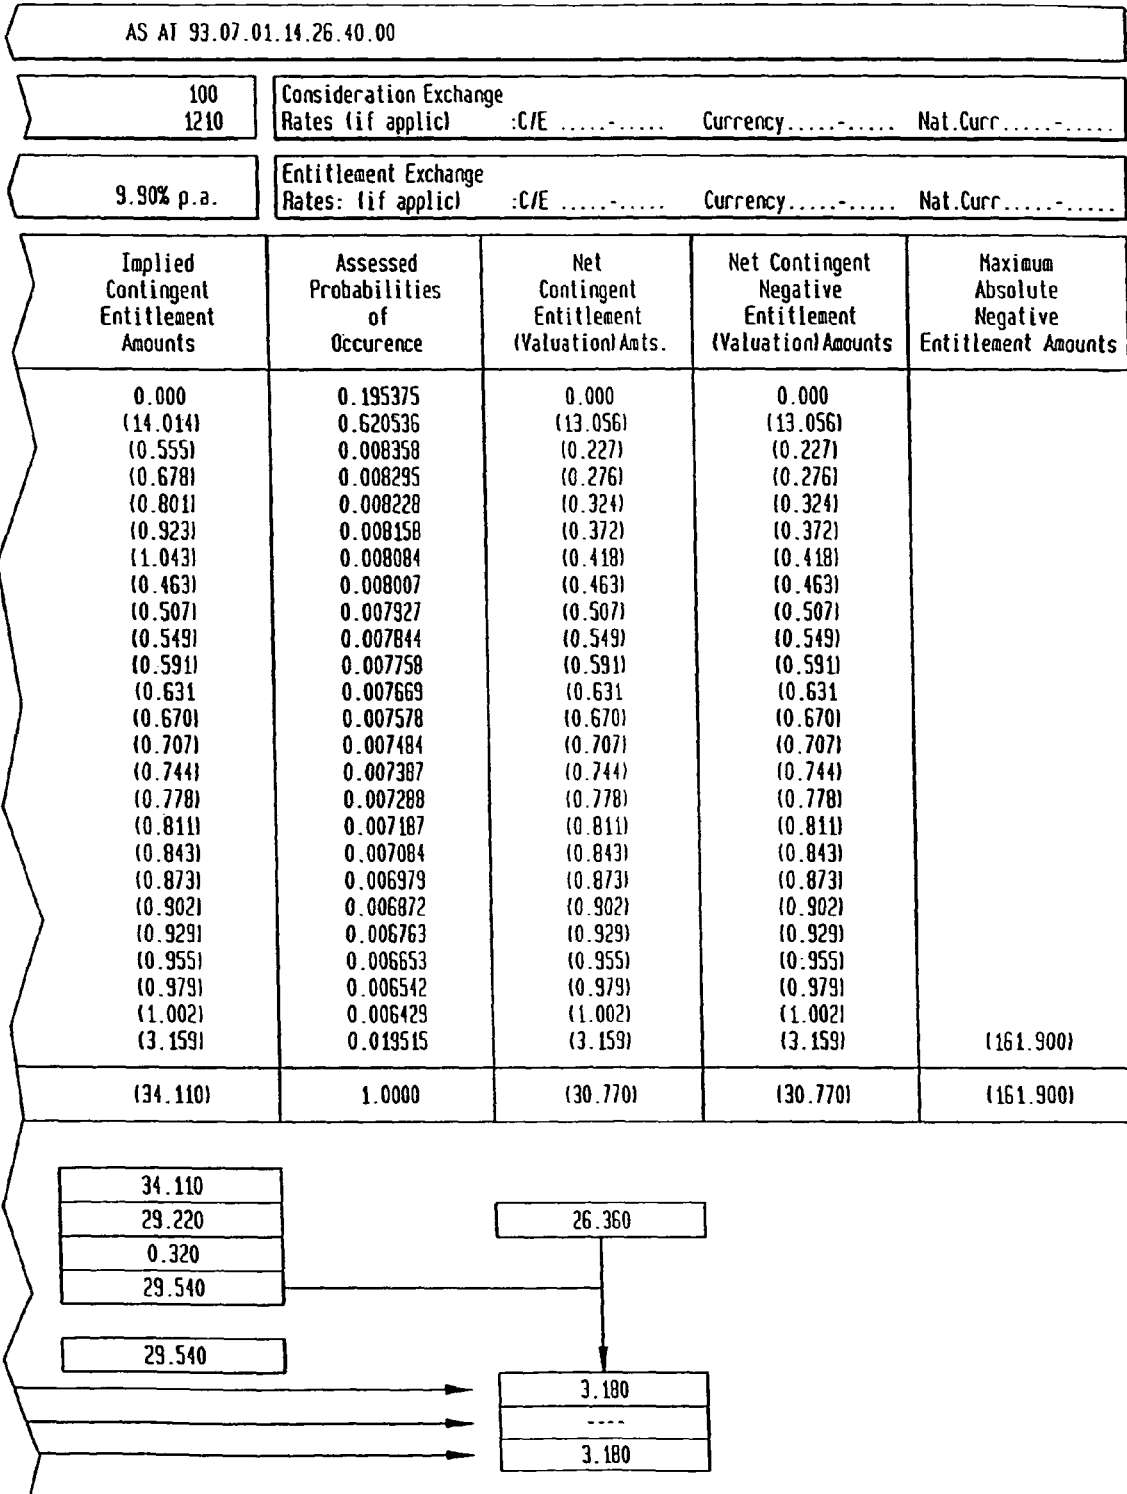 AS AT 93.07.01.14.26.40.00
100
1210
Consideration Exchange
Rates (if applic) :C/E .....-..... Currency.....-..... Nat.Curr.....-.....
9.90% p.a.
Entitlement Exchange
Rates: (if applic) :C/E .....-..... Currency.....-..... Nat.Curr.....-.....
Implied Contingent Entitlement Amounts
Assessed Probabilities of Occurence
Net Contingent Entitlement (Valuation) Amts.
Net Contingent Negative Entitlement (Valuation) Amounts
Maximum Absolute Negative Entitlement Amounts
0.000 0.195375 0.000 0.000
(14.014) 0.620536 (13.056) (13.056)
(0.555) 0.008358 (0.227) (0.227)
(0.678) 0.008295 (0.276) (0.276)
(0.801) 0.008228 (0.324) (0.324)
(0.923) 0.008158 (0.372) (0.372)
(1.043) 0.008084 (0.418) (0.418)
(0.463) 0.008007 (0.463) (0.463)
(0.507) 0.007927 (0.507) (0.507)
(0.549) 0.007844 (0.549) (0.549)
(0.591) 0.007758 (0.591) (0.591)
(0.631 0.007669 (0.631 (0.631
(0.670) 0.007578 (0.670) (0.670)
(0.707) 0.007484 (0.707) (0.707)
(0.744) 0.007387 (0.744) (0.744)
(0.778) 0.007288 (0.778) (0.778)
(0.811) 0.007187 (0.811) (0.811)
(0.843) 0.007084 (0.843) (0.843)
(0.873) 0.006979 (0.873) (0.873)
(0.902) 0.006872 (0.902) (0.902)
(0.929) 0.006763 (0.929) (0.929)
(0.955) 0.006653 (0.955) (0.955)
(0.979) 0.006542 (0.979) (0.979)
(1.002) 0.006429 (1.002) (1.002)
(3.159) 0.019515 (3.159) (3.159) (161.900)
(34.110) 1.0000 (30.770) (30.770) (161.900)
34.110
29.220 26.360
0.320
29.540
29.540
3.180
----
3.180